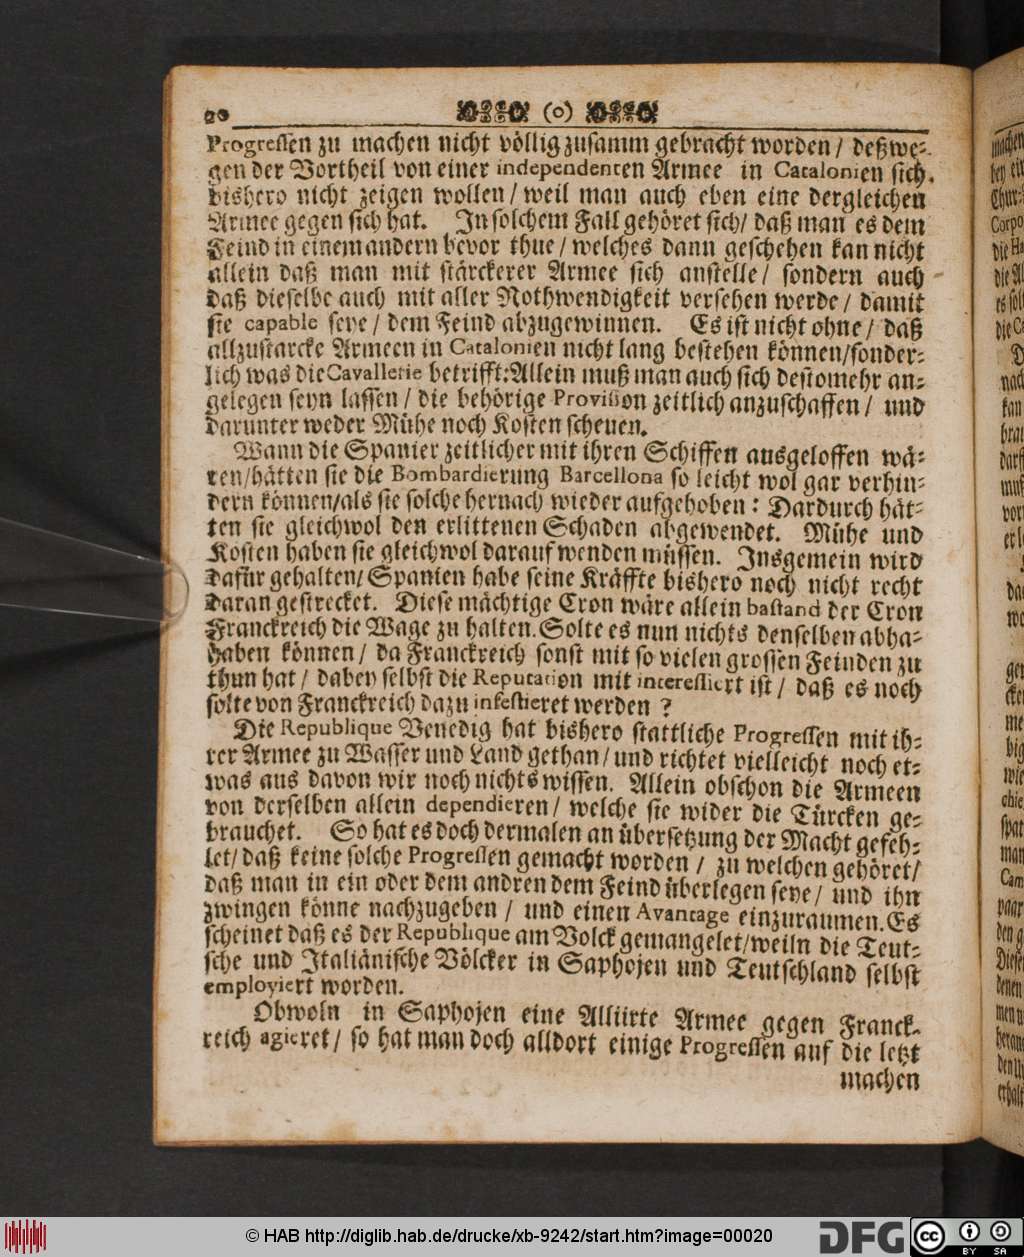 20 (o)
Progressen zu machen nicht völlig zusamm gebracht worden / deßwe-
gen der Vortheil von einer independenten Armee in Catalonien sich
bishero nicht zeigen wollen / weil man auch eben eine dergleichen
Armee gegen sich hat. In solchem Fall gehöret sich / daß man es dem
Feind in einem andern bevor thue / welches dann geschehen kan nicht
allein daß man mit stärckerer Armee sich anstelle / sondern auch
daß dieselbe auch mit aller Nothwendigkeit versehen werde / damit
sie capable seye / dem Feind abzugewinnen. Es ist nicht ohne / daß
allzustarcke Armeen in Catalonien nicht lang bestehen können / sonder-
lich was die Cavallerie betrifft: Allein muß man auch sich destomehr an-
gelegen seyn lassen / die behörige Provision zeitlich anzuschaffen / und
darunter weder Mühe noch Kosten scheuen.
Wann die Spanier zeitlicher mit ihren Schiffen ausgeloffen wä-
ren / hätten sie die Bombardierung Barcellona so leicht wol gar verhin-
dern können / als sie solche hernach wieder aufgehoben : Dardurch hät-
ten sie gleichwol den erlittenen Schaden abgewendet. Mühe und
Kosten haben sie gleichwol darauf wenden müssen. Insgemein wird
dafür gehalten / Spanien habe seine Kräffte bishero noch nicht recht
daran gestrecket. Diese mächtige Cron wäre allein bastand der Cron
Franckreich die Wage zu halten. Solte es nun nichts denselben abha-
haben können / da Franckreich sonst mit so vielen grossen Feinden zu
thun hat / dabey selbst die Reputation mit interessiert ist / daß es noch
solte von Franckreich dazu infestieret werden ?
Die Republique Venedig hat bishero stattliche Progressen mit ih-
rer Armee zu Wasser und Land gethan / und richtet vielleicht noch et-
was aus davon wir noch nichts wissen. Allein obschon die Armeen
von derselben allein dependieren / welche sie wider die Türcken ge-
brauchet. So hat es doch dermalen an übersetzung der Macht gefeh-
let / daß keine solche Progressen gemacht worden / zu welchen gehöret /
daß man in ein oder dem andren dem Feind überlegen seye / und ihn
zwingen könne nachzugeben / und einen Avantage einzuraumen. Es
scheinet daß es der Republique am Volck gemangelet / weiln die Teut-
sche und Italiänische Völcker in Saphojen und Teutschland selbst
employiert worden.
Obwoln in Saphojen eine Alliirte Armee gegen Franck-
reich agieret / so hat man doch alldort einige Progressen auf die letzt
machen
© HAB http://diglib.hab.de/drucke/xb-9242/start.htm?image=00020
DFG
cc BY SA